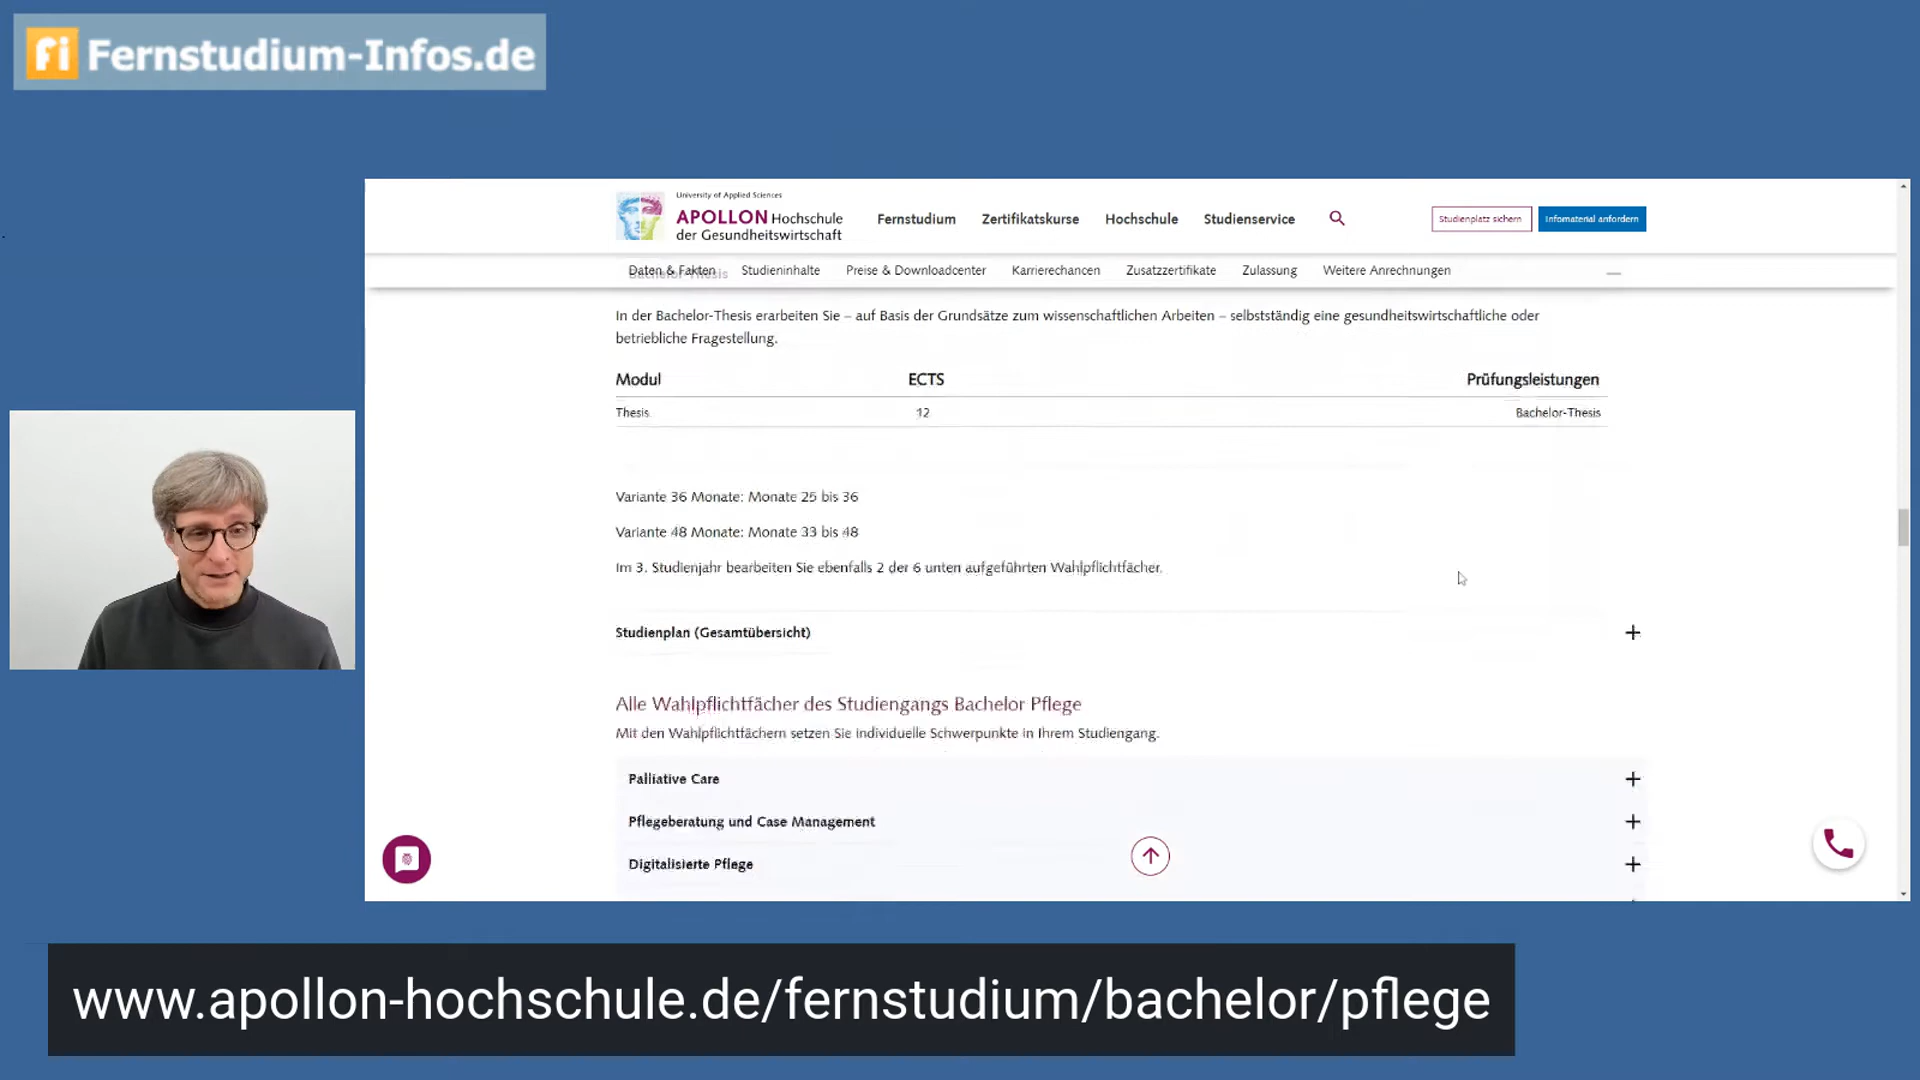 fi Fernstudium-Infos.de
University of Applied Sciences
APOLLON Hochschule
der Gesundheitswirtschaft
Fernstudium Zertifikatskurse Hochschule Studienservice
Studienplatz sichern Infomaterial anfordern
Bachelor-Thesis
Daten & Fakten Studieninhalte Preise & Downloadcenter Karrierechancen Zusatzzertifikate Zulassung Weitere Anrechnungen
In der Bachelor-Thesis erarbeiten Sie – auf Basis der Grundsätze zum wissenschaftlichen Arbeiten – selbstständig eine gesundheitswirtschaftliche oder
betriebliche Fragestellung.
Modul ECTS Prüfungsleistungen
Thesis 12 Bachelor-Thesis
Variante 36 Monate: Monate 25 bis 36
Variante 48 Monate: Monate 33 bis 48
Im 3. Studienjahr bearbeiten Sie ebenfalls 2 der 6 unten aufgeführten Wahlpflichtfächer.
Studienplan (Gesamtübersicht) +
Alle Wahlpflichtfächer des Studiengangs Bachelor Pflege
Mit den Wahlpflichtfächern setzen Sie individuelle Schwerpunkte in Ihrem Studiengang.
Palliative Care +
Pflegeberatung und Case Management +
Digitalisierte Pflege +
www.apollon-hochschule.de/fernstudium/bachelor/pflege